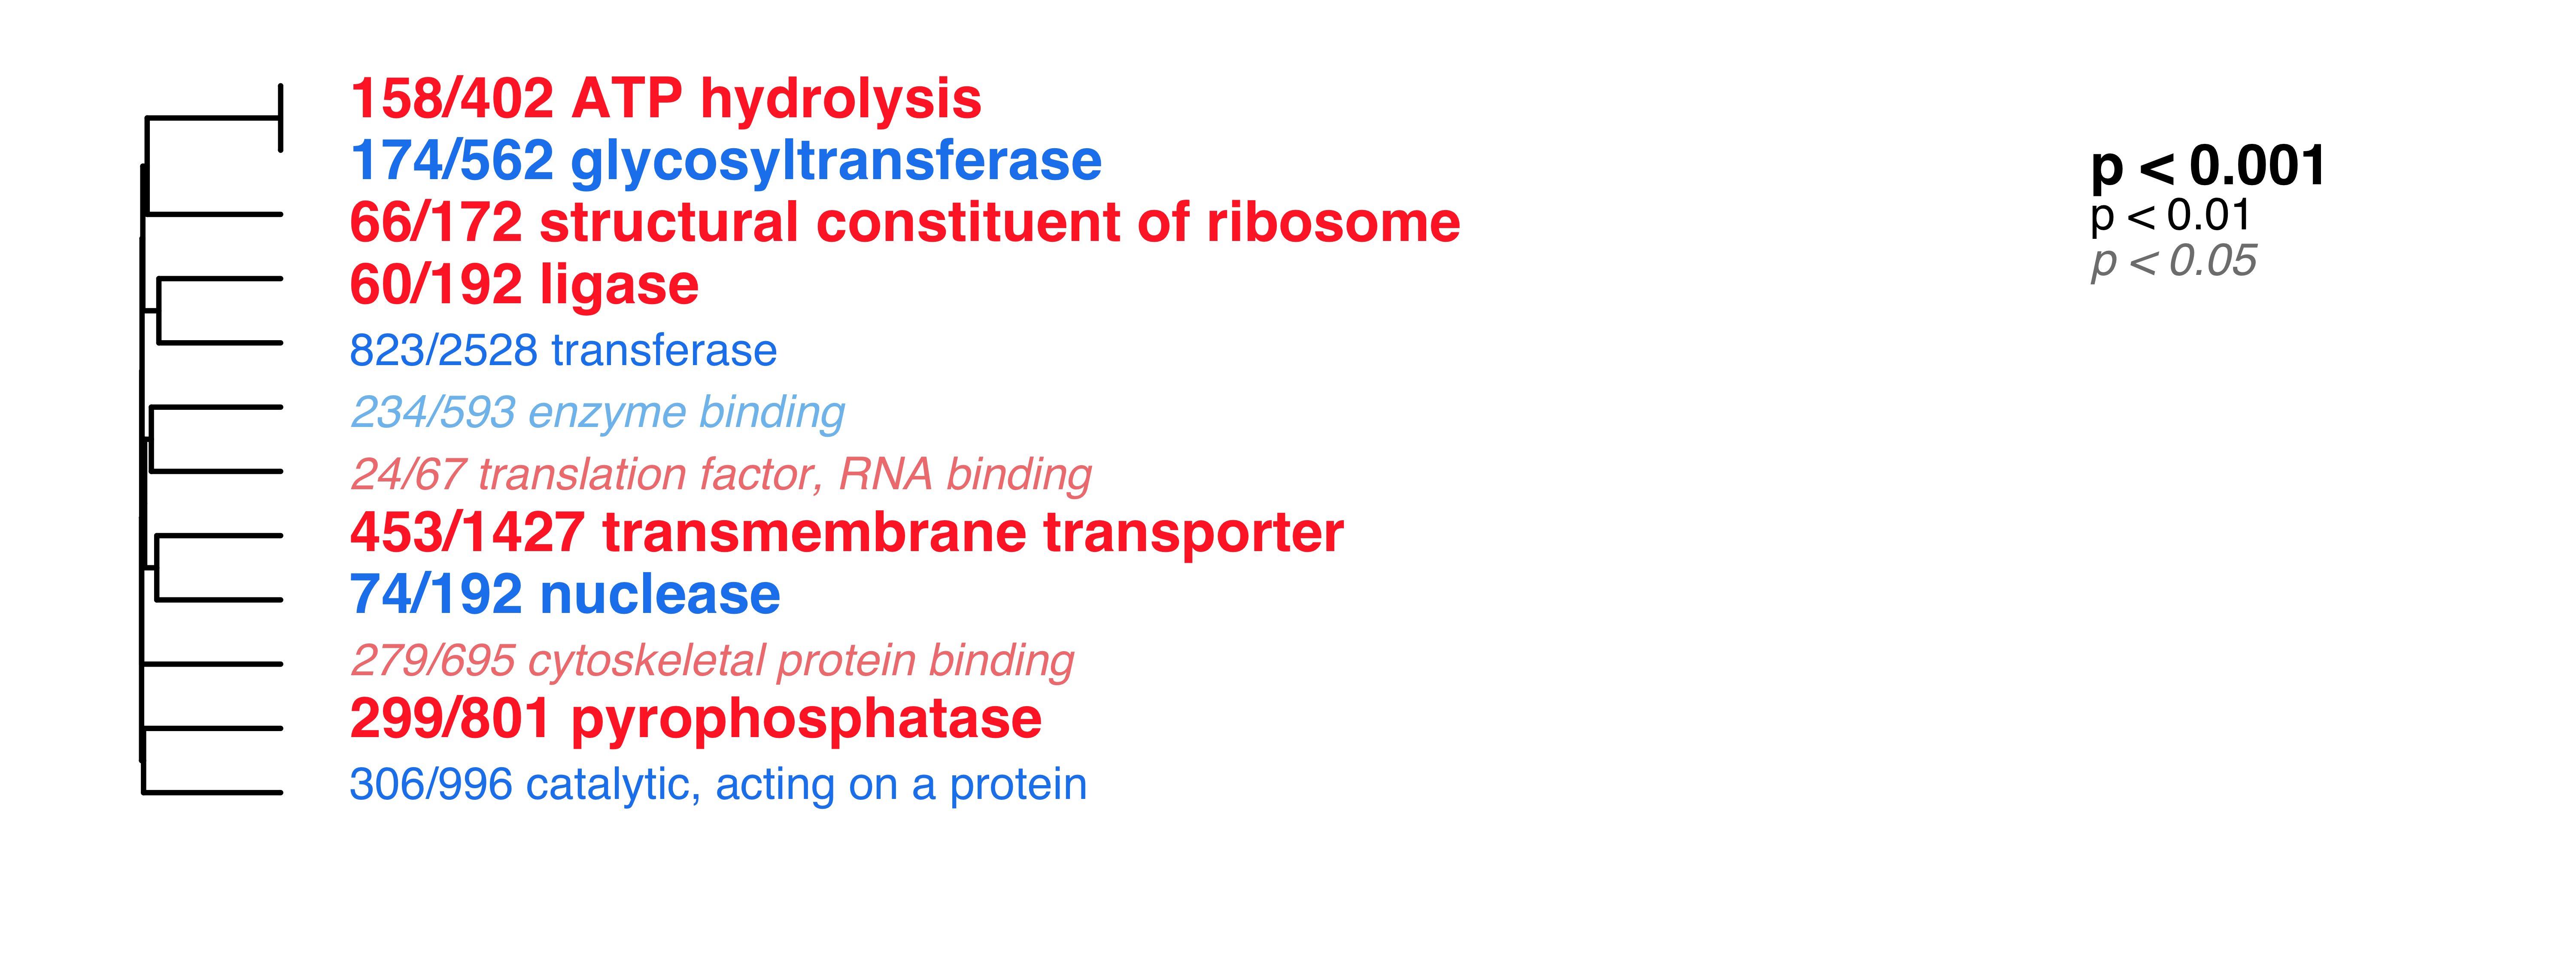 158/402 ATP hydrolysis
174/562 glycosyltransferase
66/172 structural constituent of ribosome
60/192 ligase
823/2528 transferase
234/593 enzyme binding
24/67 translation factor, RNA binding
453/1427 transmembrane transporter
74/192 nuclease
279/695 cytoskeletal protein binding
299/801 pyrophosphatase
306/996 catalytic, acting on a protein
p < 0.001
p < 0.01
p < 0.05